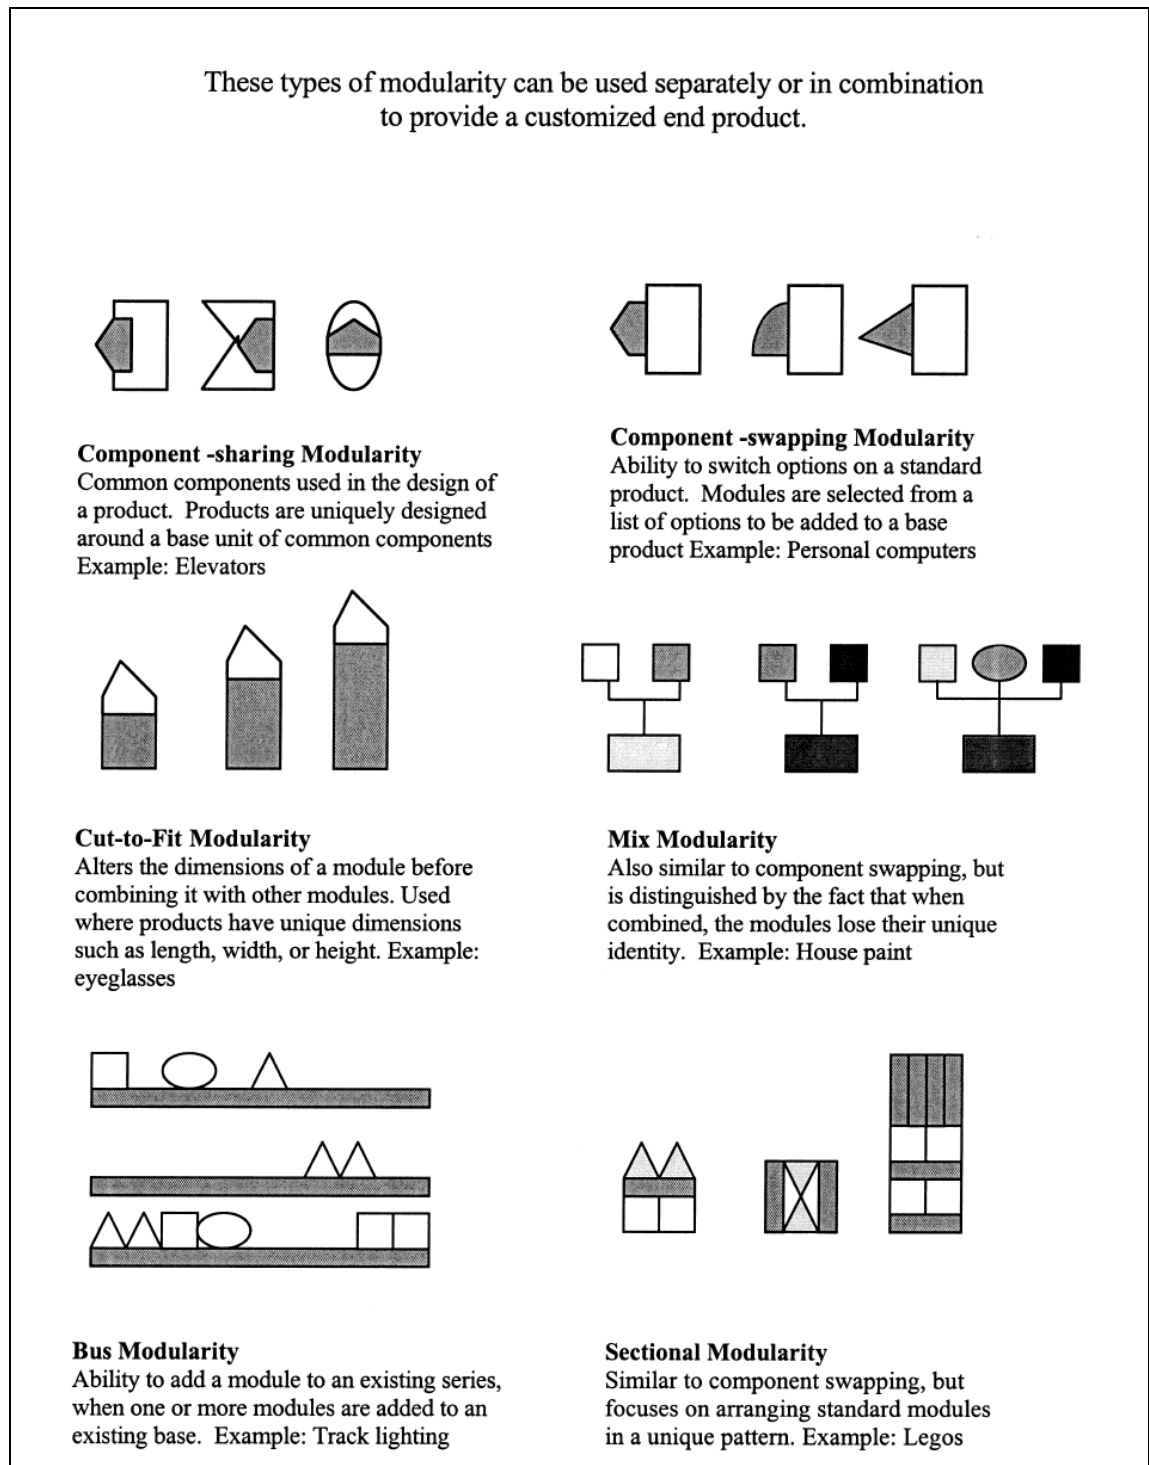 These types of modularity can be used separately or in combination
to provide a customized end product.
Component -sharing Modularity
Common components used in the design of
a product. Products are uniquely designed
around a base unit of common components
Example: Elevators
Component -swapping Modularity
Ability to switch options on a standard
product. Modules are selected from a
list of options to be added to a base
product Example: Personal computers
Cut-to-Fit Modularity
Alters the dimensions of a module before
combining it with other modules. Used
where products have unique dimensions
such as length, width, or height. Example:
eyeglasses
Mix Modularity
Also similar to component swapping, but
is distinguished by the fact that when
combined, the modules lose their unique
identity. Example: House paint
Bus Modularity
Ability to add a module to an existing series,
when one or more modules are added to an
existing base. Example: Track lighting
Sectional Modularity
Similar to component swapping, but
focuses on arranging standard modules
in a unique pattern. Example: Legos